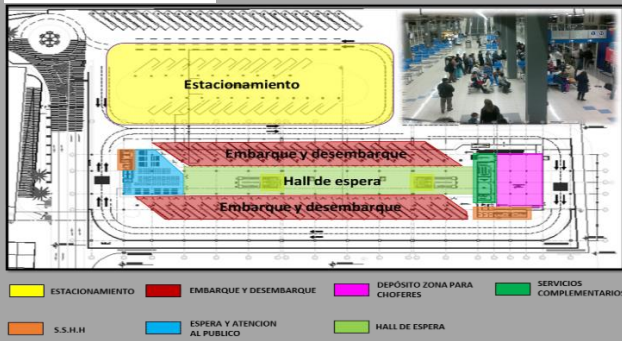 Estacionamiento
Embarque y desembarque
Hall de espera
Embarque y desembarque
ESTACIONAMIENTO
EMBARQUE Y DESEMBARQUE
DEPÓSITO ZONA PARA
CHOFERES
SERVICIOS
COMPLEMENTARIOS
S.S.H.H
ESPERA Y ATENCION
AL PUBLICO
HALL DE ESPERA